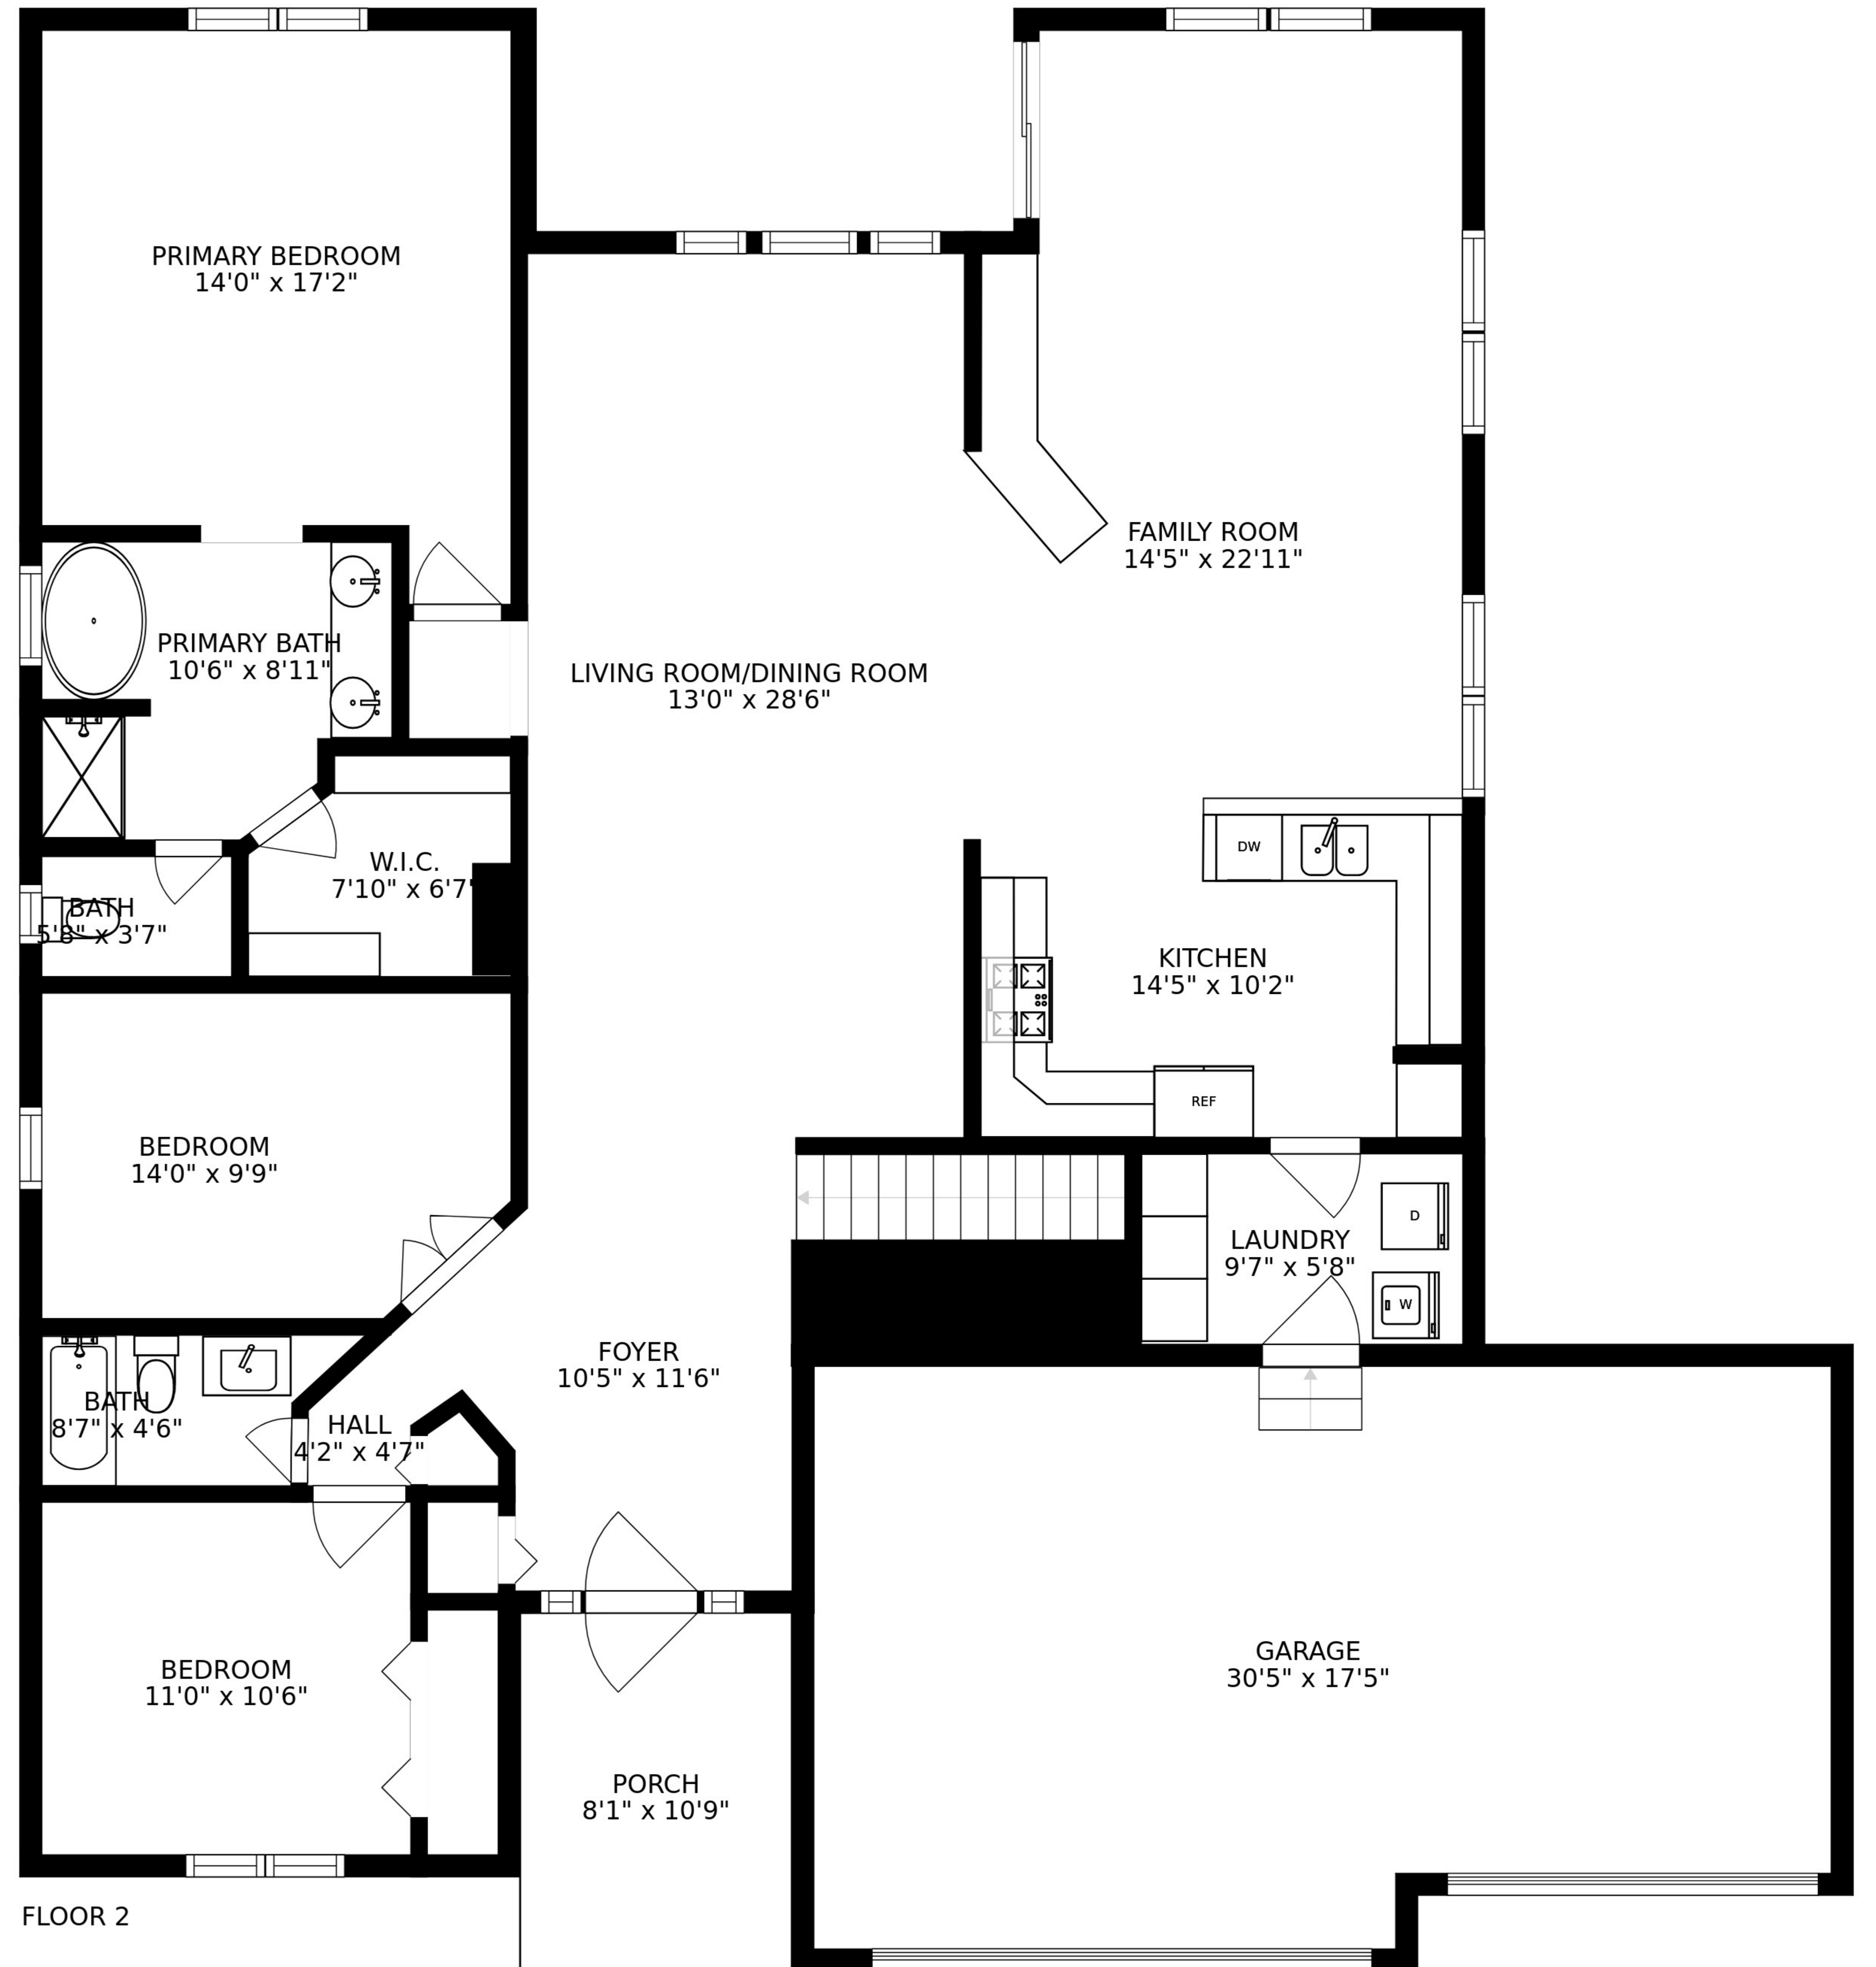 PRIMARY BEDROOM
14'0" x 17'2"
FAMILY ROOM
14'5" x 22'11"
PRIMARY BATH
10'6" x 8'11"
LIVING ROOM/DINING ROOM
13'0" x 28'6"
DW
W.I.C.
7'10" x 6'7"
BATH
5'8" x 3'7"
KITCHEN
14'5" x 10'2"
REF
BEDROOM
14'0" x 9'9"
D
LAUNDRY
9'7" x 5'8"
W
FOYER
10'5" x 11'6"
BATH
8'7" x 4'6"
HALL
4'2" x 4'7"
BEDROOM
11'0" x 10'6"
GARAGE
30'5" x 17'5"
PORCH
8'1" x 10'9"
FLOOR 2